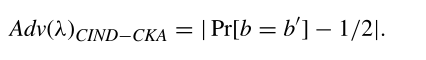 Adv(λ)CIND−CKA = | Pr[b = b′] − 1/2|.